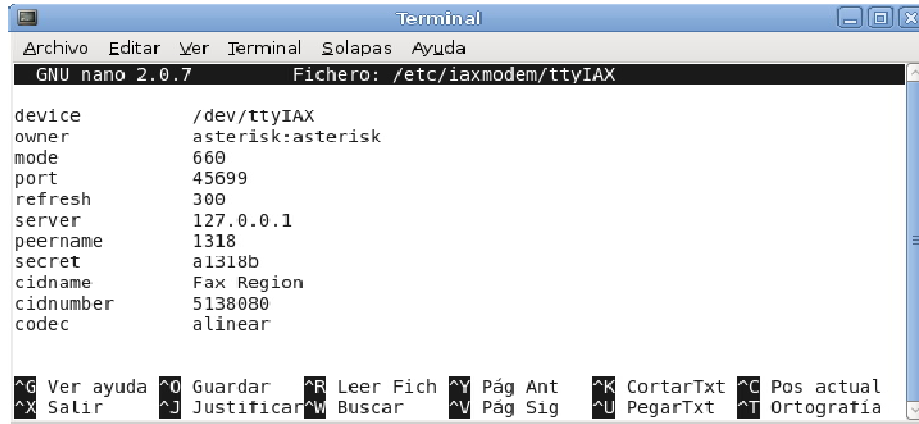 Terminal
Archivo Editar Ver Terminal Solapas Ayuda
GNU nano 2.0.7 Fichero: /etc/iaxmodem/ttyIAX
device /dev/ttyIAX
owner asterisk:asterisk
mode 660
port 45699
refresh 300
server 127.0.0.1
peername 1318
secret a1318b
cidname Fax Region
cidnumber 5138080
codec alinear
^G Ver ayuda ^O Guardar ^R Leer Fich ^Y Pág Ant ^K CortarTxt ^C Pos actual
^X Salir ^J Justificar ^W Buscar ^V Pág Sig ^U PegarTxt ^T Ortografía